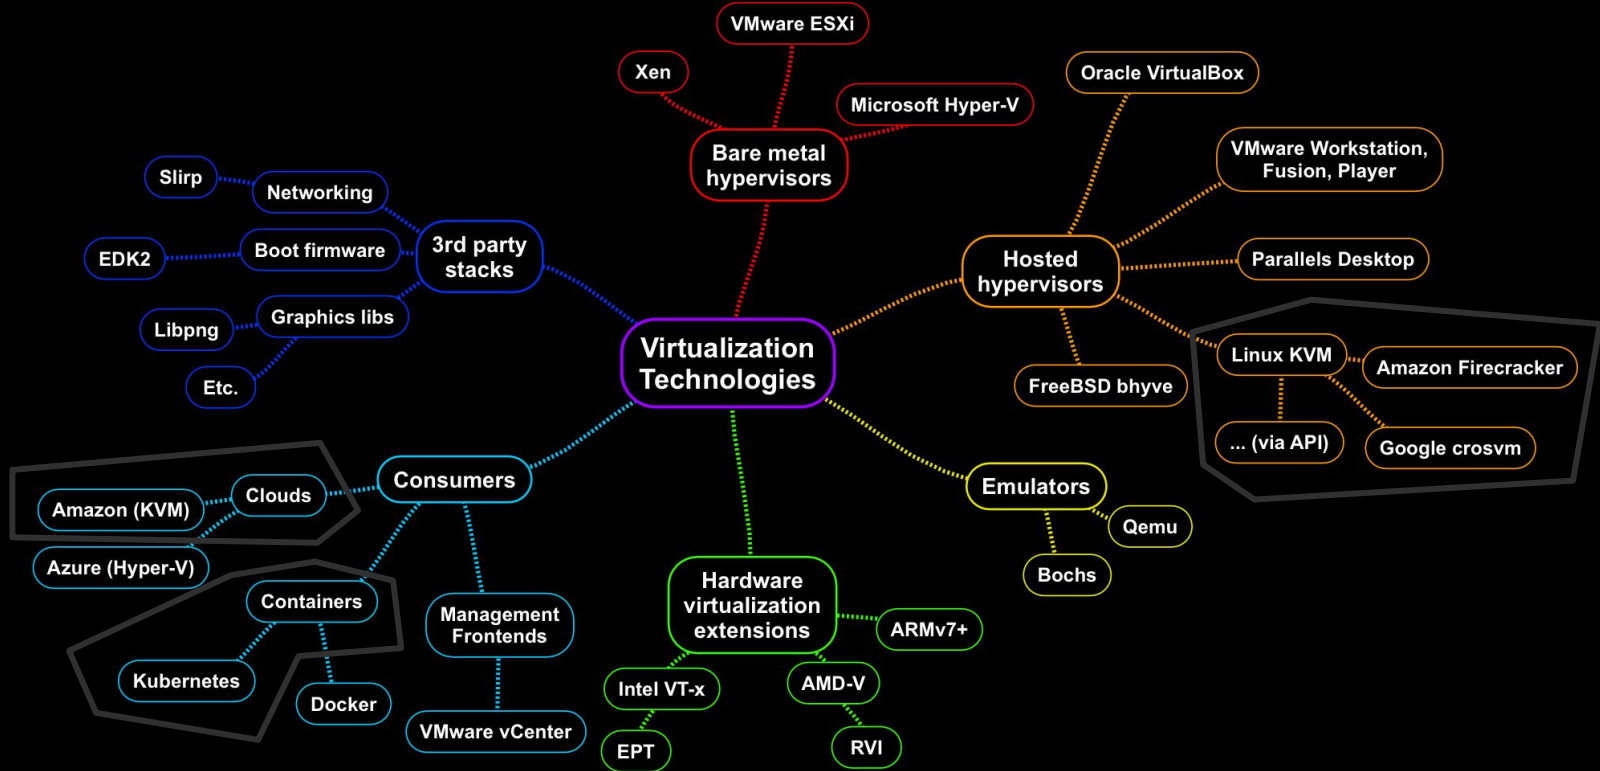 VMware ESXi
Xen
Microsoft Hyper-V
Bare metal
hypervisors
Oracle VirtualBox
VMware Workstation,
Fusion, Player
Hosted
hypervisors
Parallels Desktop
Linux KVM
Amazon Firecracker
... (via API)
Google crosvm
FreeBSD bhyve
Slirp
Networking
EDK2
Boot firmware
3rd party
stacks
Libpng
Graphics libs
Etc.
Virtualization
Technologies
Consumers
Clouds
Amazon (KVM)
Azure (Hyper-V)
Containers
Kubernetes
Docker
Management
Frontends
VMware vCenter
Hardware
virtualization
extensions
ARMv7+
Intel VT-x
AMD-V
EPT
RVI
Emulators
Qemu
Bochs